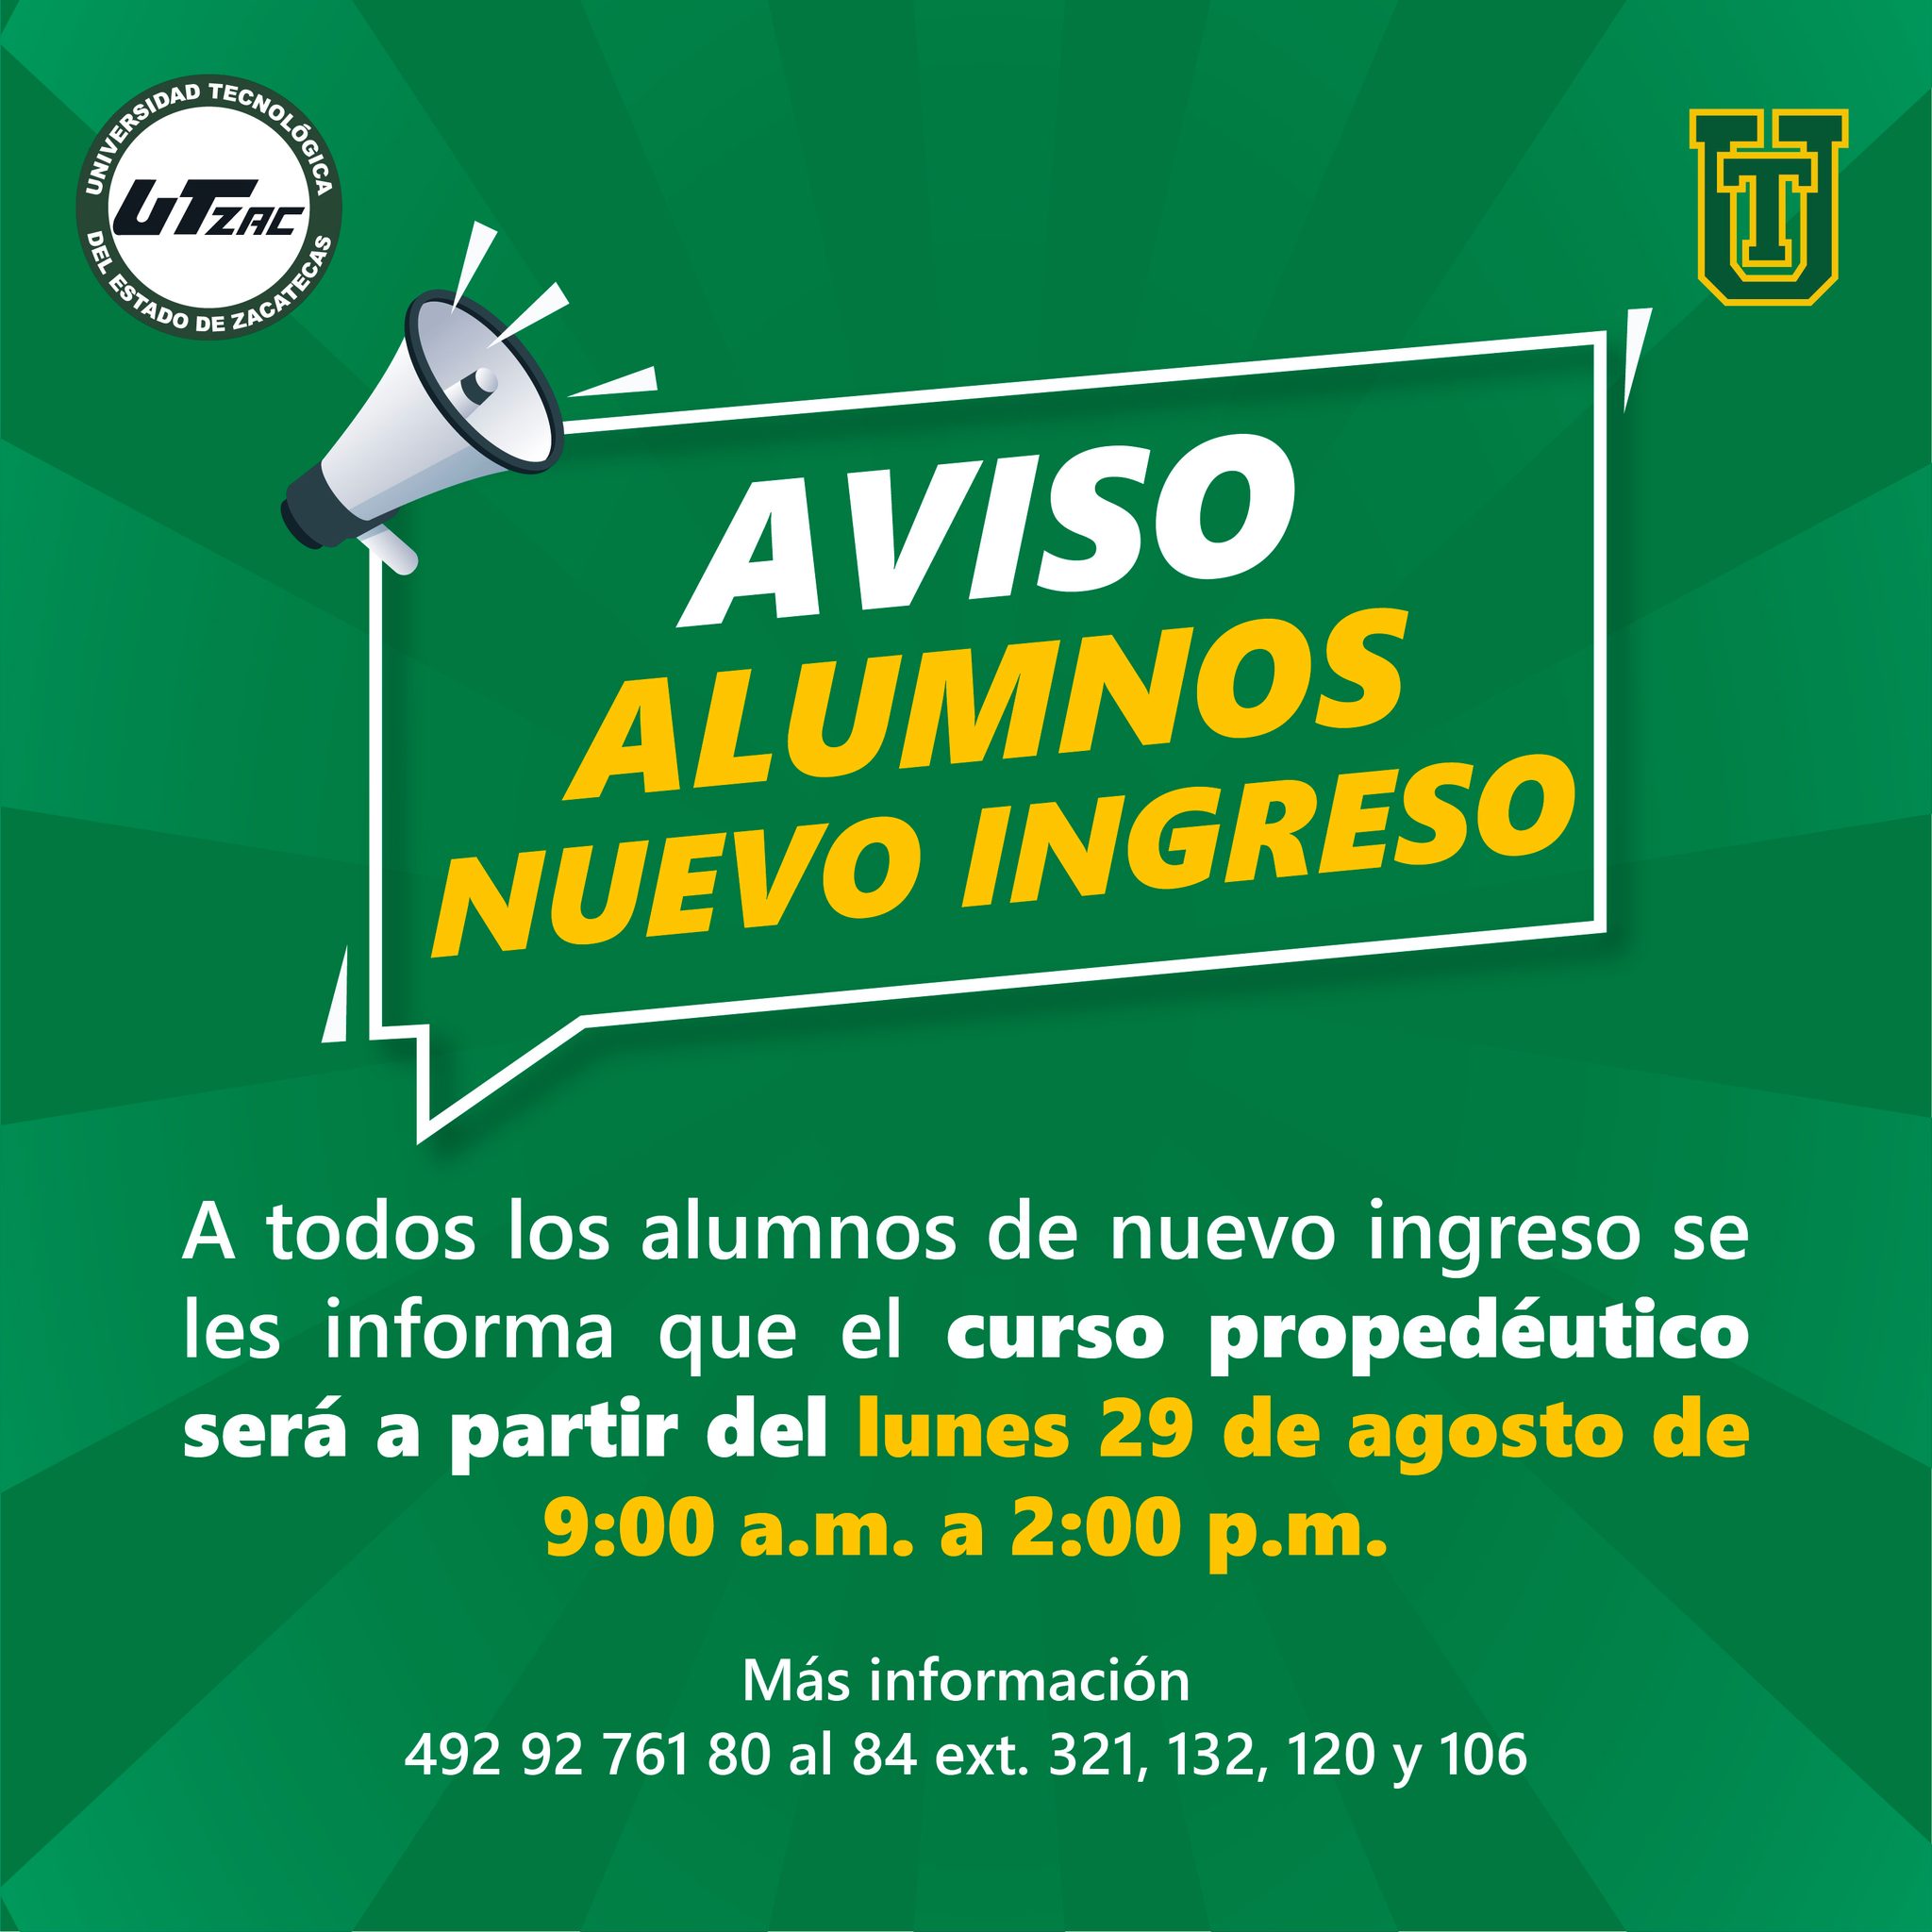 UNIVERSIDAD TECNOLÓGICA
UTZAC
DEL ESTADO DE ZACATECAS
UT
AVISO
ALUMNOS
NUEVO INGRESO
A todos los alumnos de nuevo ingreso se
les informa que el curso propedéutico
será a partir del lunes 29 de agosto de
9:00 a.m. a 2:00 p.m.
Más información
492 92 761 80 al 84 ext. 321, 132, 120 y 106